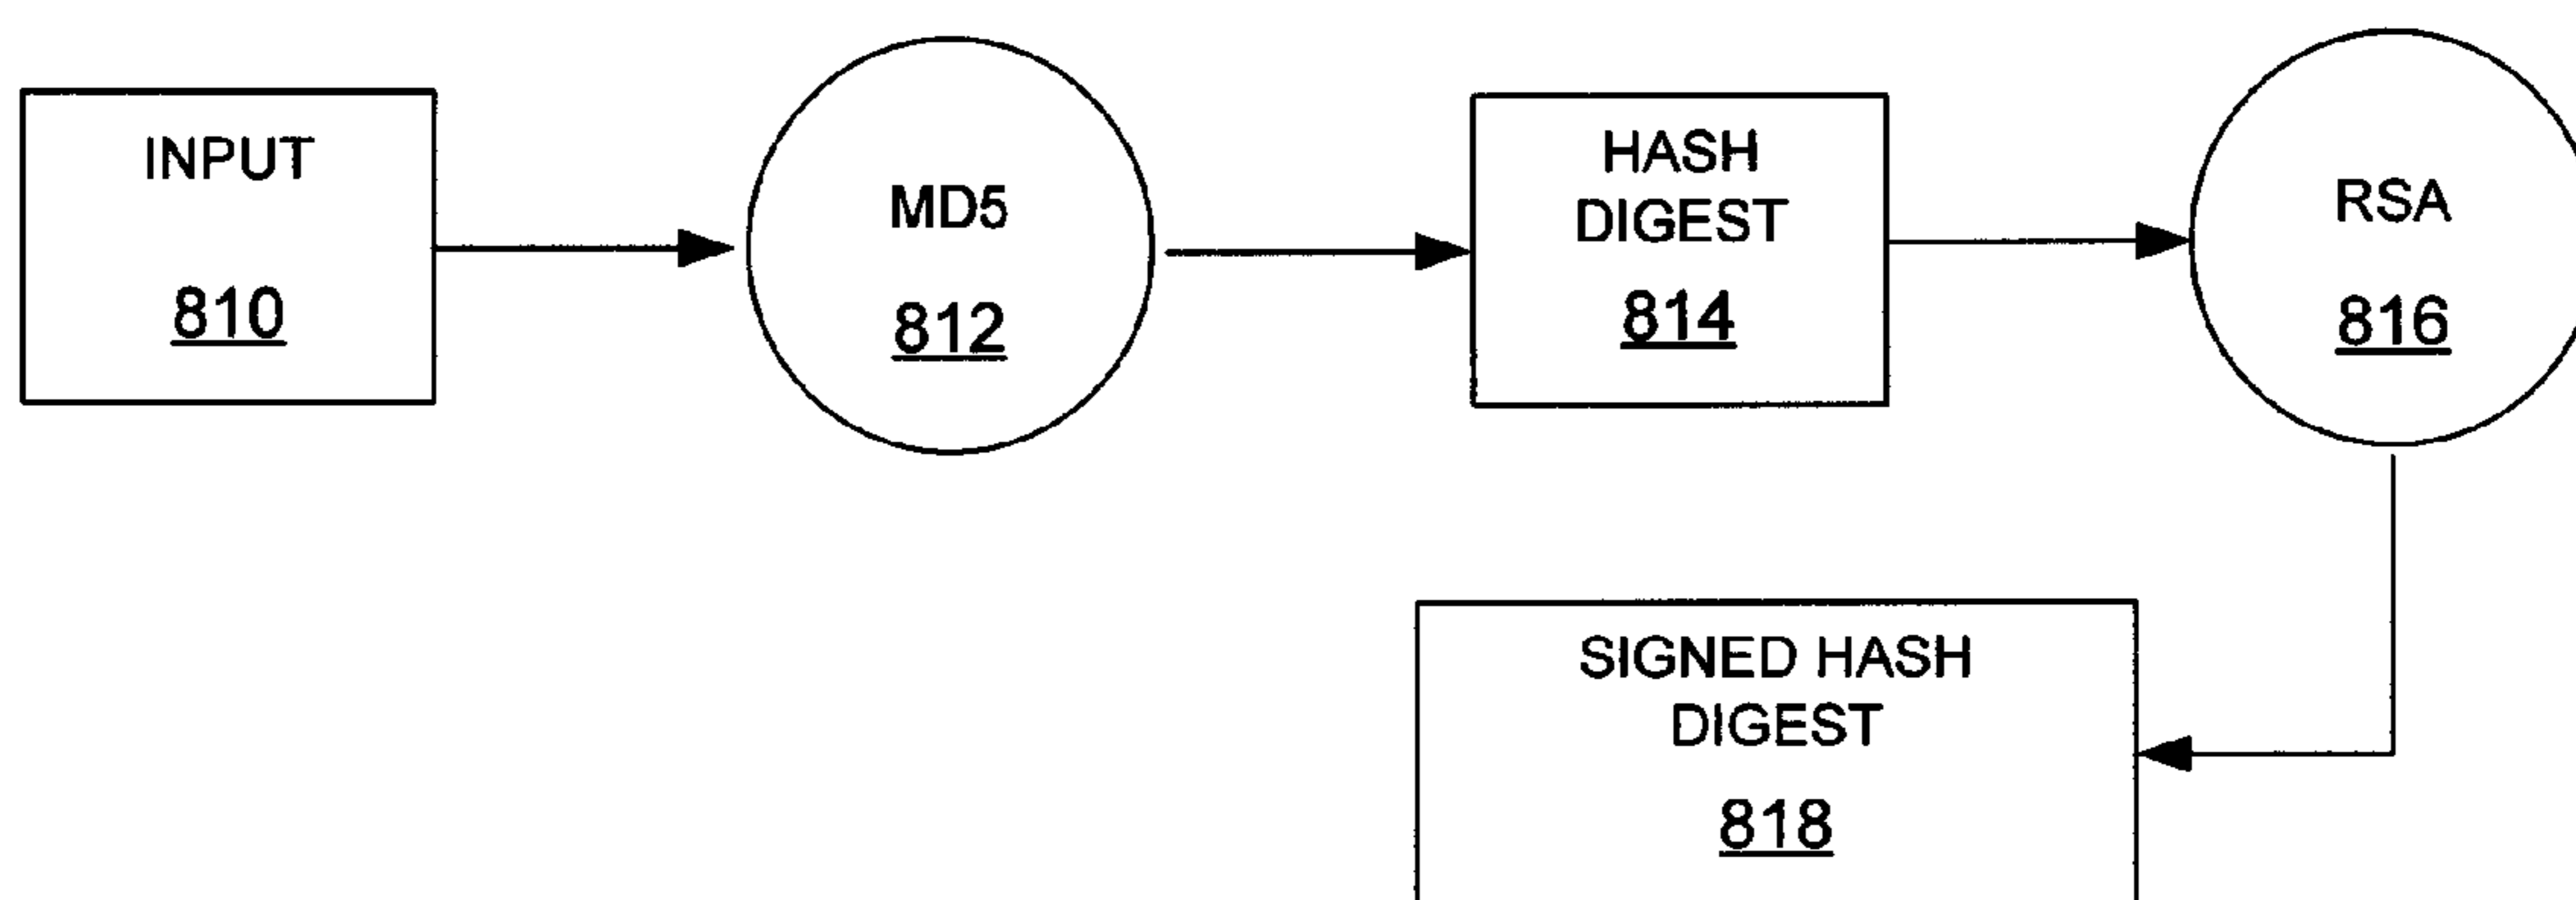 INPUT
810
MD5
812
HASH
DIGEST
814
RSA
816
SIGNED HASH
DIGEST
818